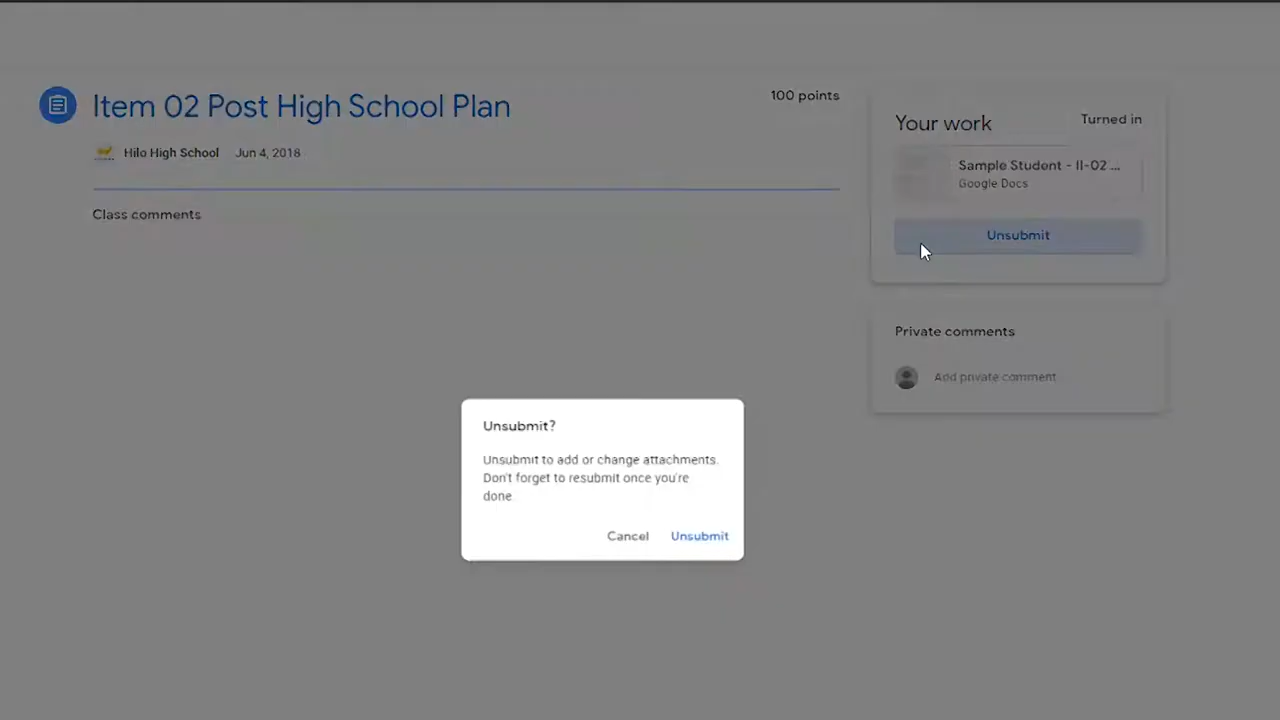 Item 02 Post High School Plan
100 points
Hilo High School Jun 4, 2018
Class comments
Your work
Turned in
Sample Student - II-02 ...
Google Docs
Unsubmit
Private comments
Add private comment
Unsubmit?
Unsubmit to add or change attachments.
Don't forget to resubmit once you're
done.
Cancel Unsubmit